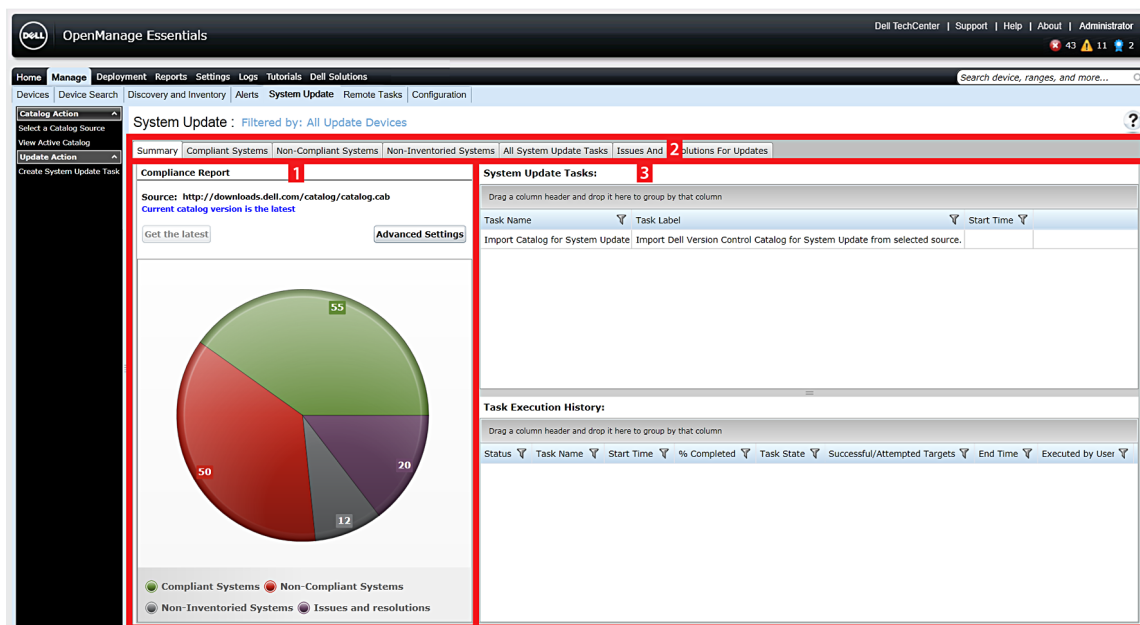 DELL OpenManage Essentials
Dell TechCenter | Support | Help | About | Administrator
43 11 2
Home Manage Deployment Reports Settings Logs Tutorials Dell Solutions
Search device, ranges, and more...
Devices Device Search Discovery and Inventory Alerts System Update Remote Tasks Configuration
Catalog Action
Select a Catalog Source
View Active Catalog
Update Action
Create System Update Task
System Update : Filtered by: All Update Devices
?
Summary Compliant Systems Non-Compliant Systems Non-Inventoried Systems All System Update Tasks Issues And 2 olutions For Updates
Compliance Report 1
Source: http://downloads.dell.com/catalog/catalog.cab
Current catalog version is the latest
Get the latest Advanced Settings
55
50
20
12
Compliant Systems Non-Compliant Systems
Non-Inventoried Systems Issues and resolutions
System Update Tasks: 3
Drag a column header and drop it here to group by that column
Task Name Task Label Start Time
Import Catalog for System Update Import Dell Version Control Catalog for System Update from selected source.
Task Execution History:
Drag a column header and drop it here to group by that column
Status Task Name Start Time % Completed Task State Successful/Attempted Targets End Time Executed by User